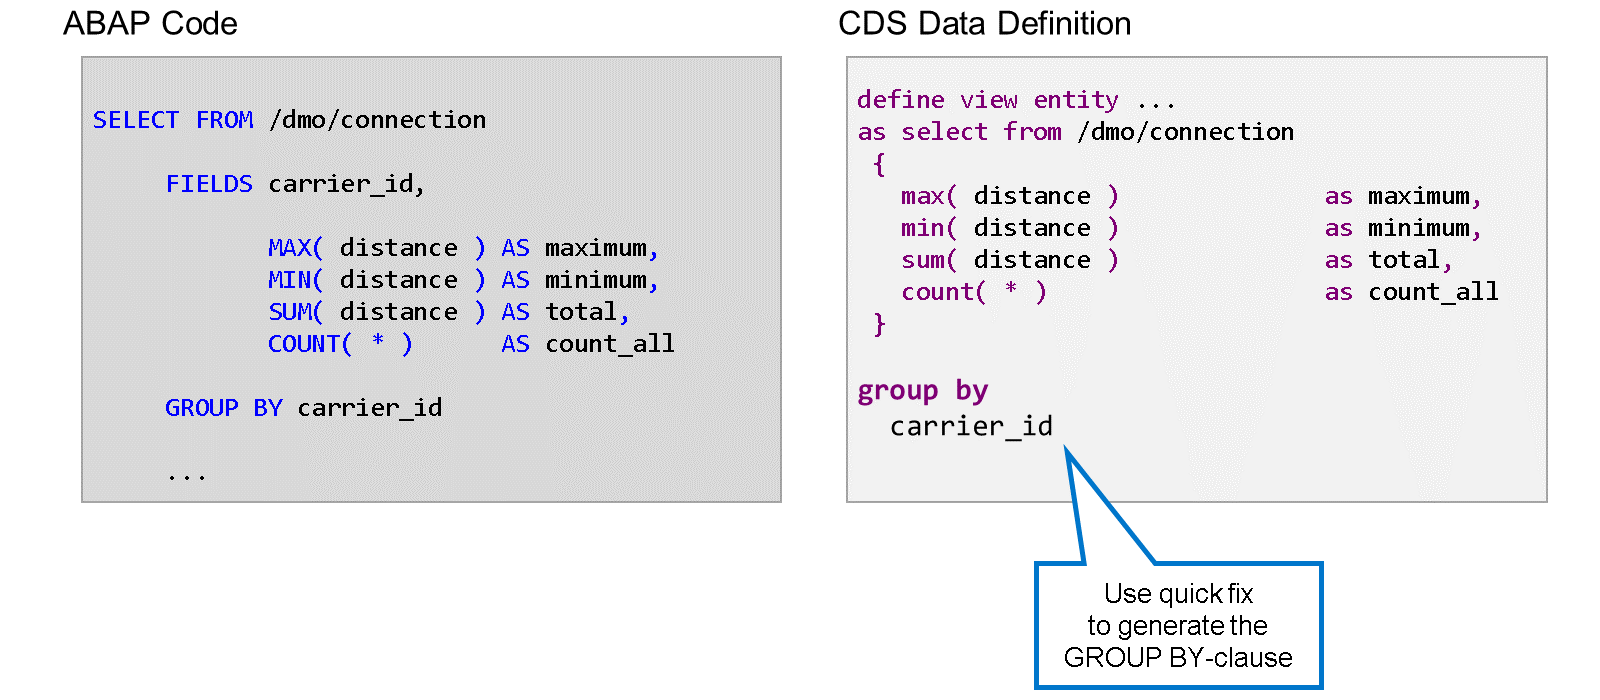 ABAP Code
SELECT FROM /dmo/connection
FIELDS carrier_id,
MAX( distance ) AS maximum,
MIN( distance ) AS minimum,
SUM( distance ) AS total,
COUNT( * ) AS count_all
GROUP BY carrier_id
...
CDS Data Definition
define view entity ...
as select from /dmo/connection
{
max( distance ) as maximum,
min( distance ) as minimum,
sum( distance ) as total,
count( * ) as count_all
}
group by
carrier_id
Use quick fix
to generate the
GROUP BY-clause